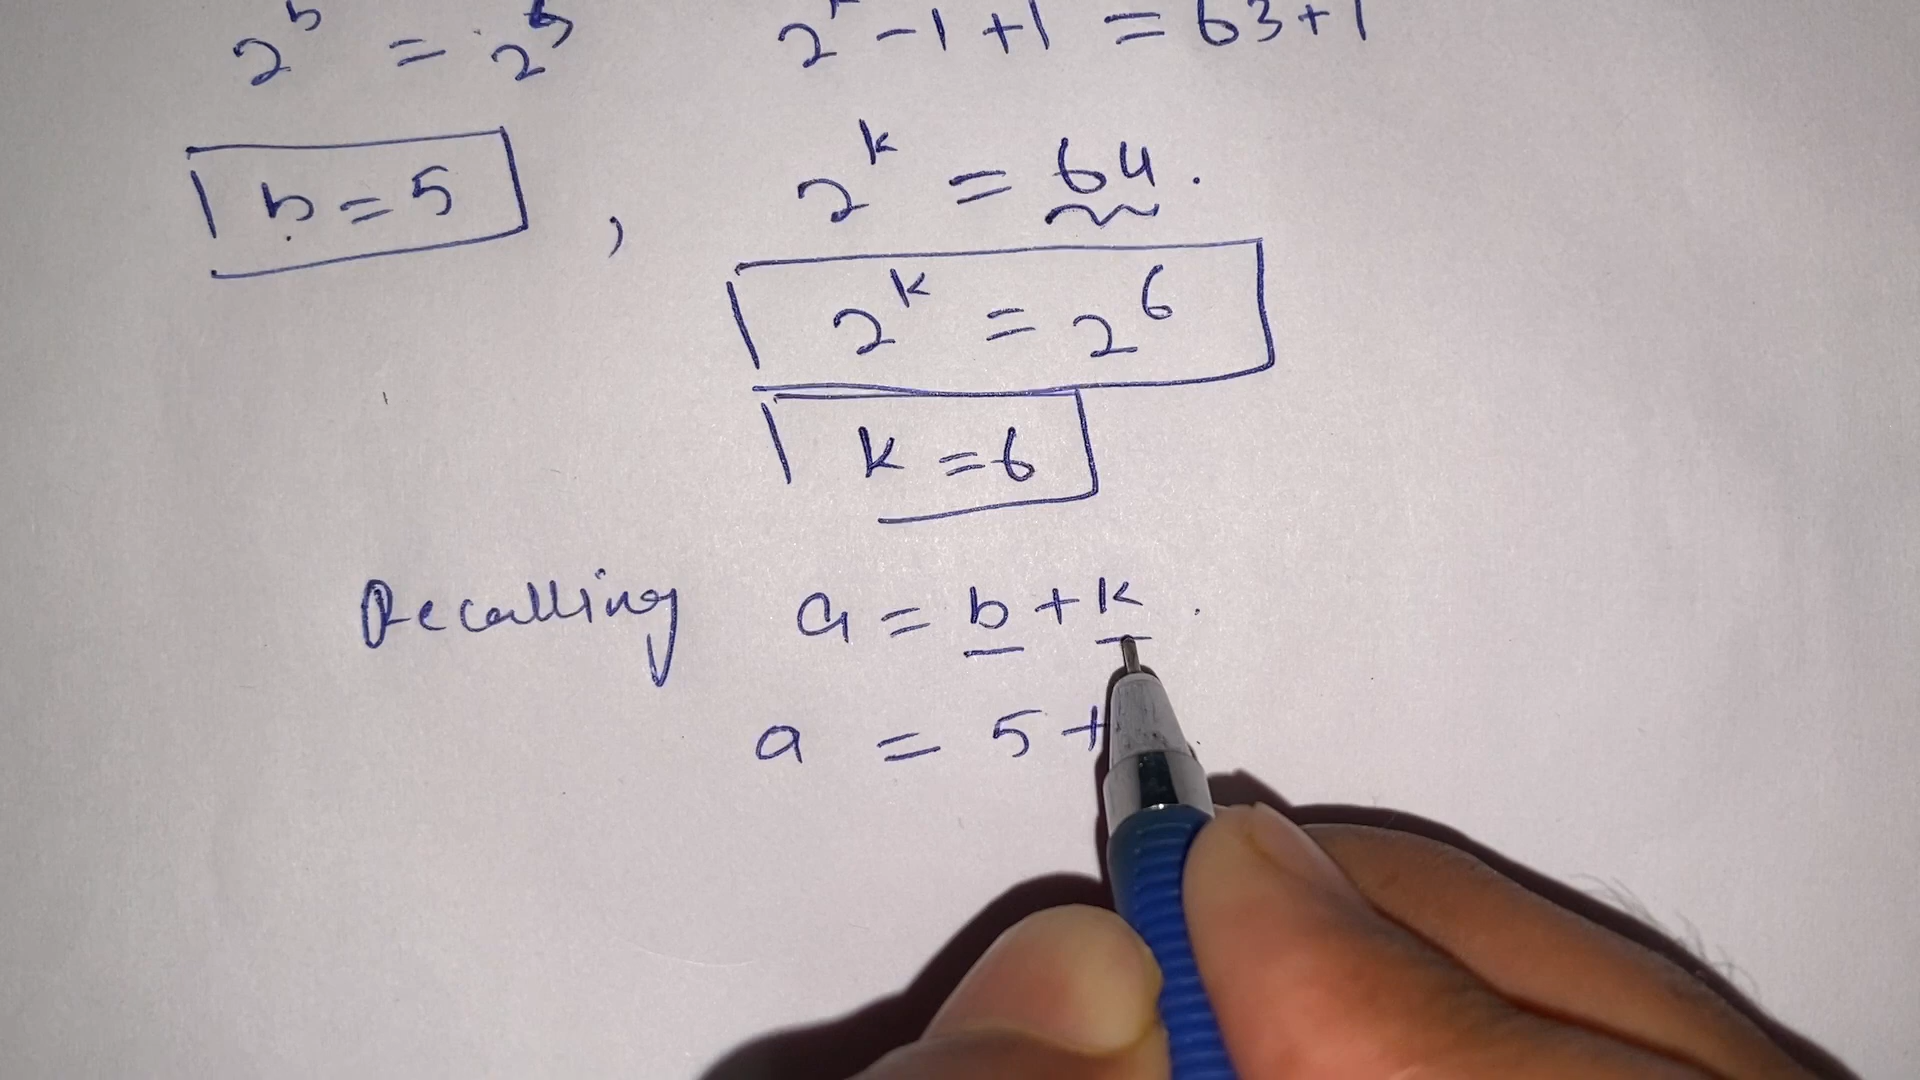 2^b = 2^5
2^k - 1 + 1 = 63 + 1
b = 5 ,
2^k = 64 .
2^k = 2^6
k = 6
Recalling a = b + k .
a = 5 +